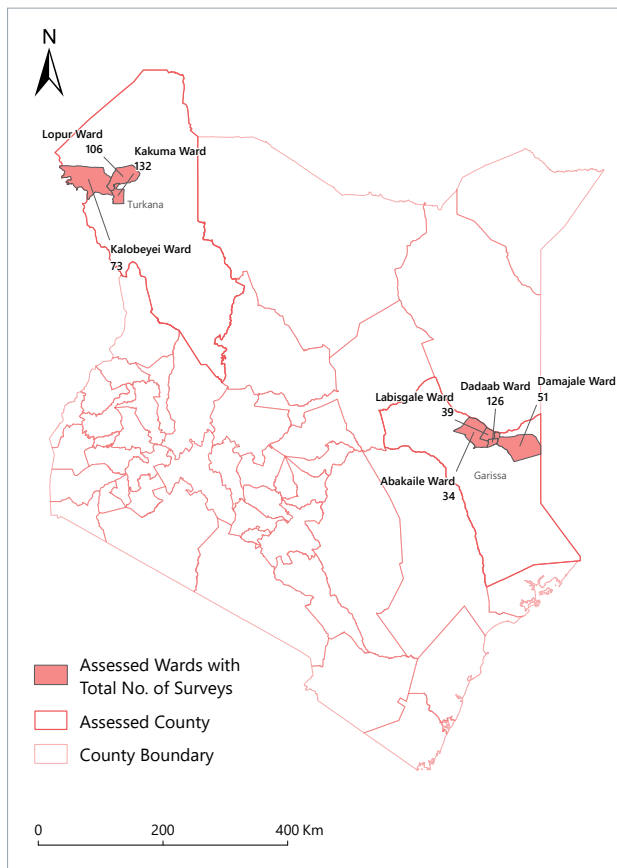 N
Lopur Ward
106
Kakuma Ward
132
Turkana
Kalobeyei Ward
73
Dadaab Ward
126
Damajale Ward
51
Labisgale Ward
39
Abakaile Ward
34
Garissa
Assessed Wards with
Total No. of Surveys
Assessed County
County Boundary
0 200 400 Km